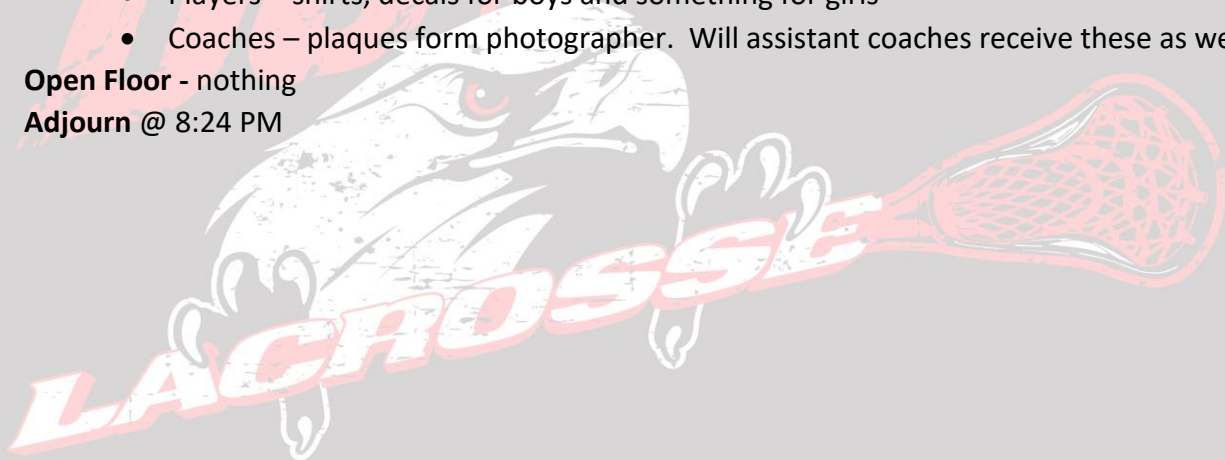 • Players – shirts, decals for boys and something for girls
• Coaches – plaques form photographer. Will assistant coaches receive these as we
Open Floor - nothing
Adjourn @ 8:24 PM
LACROSSE